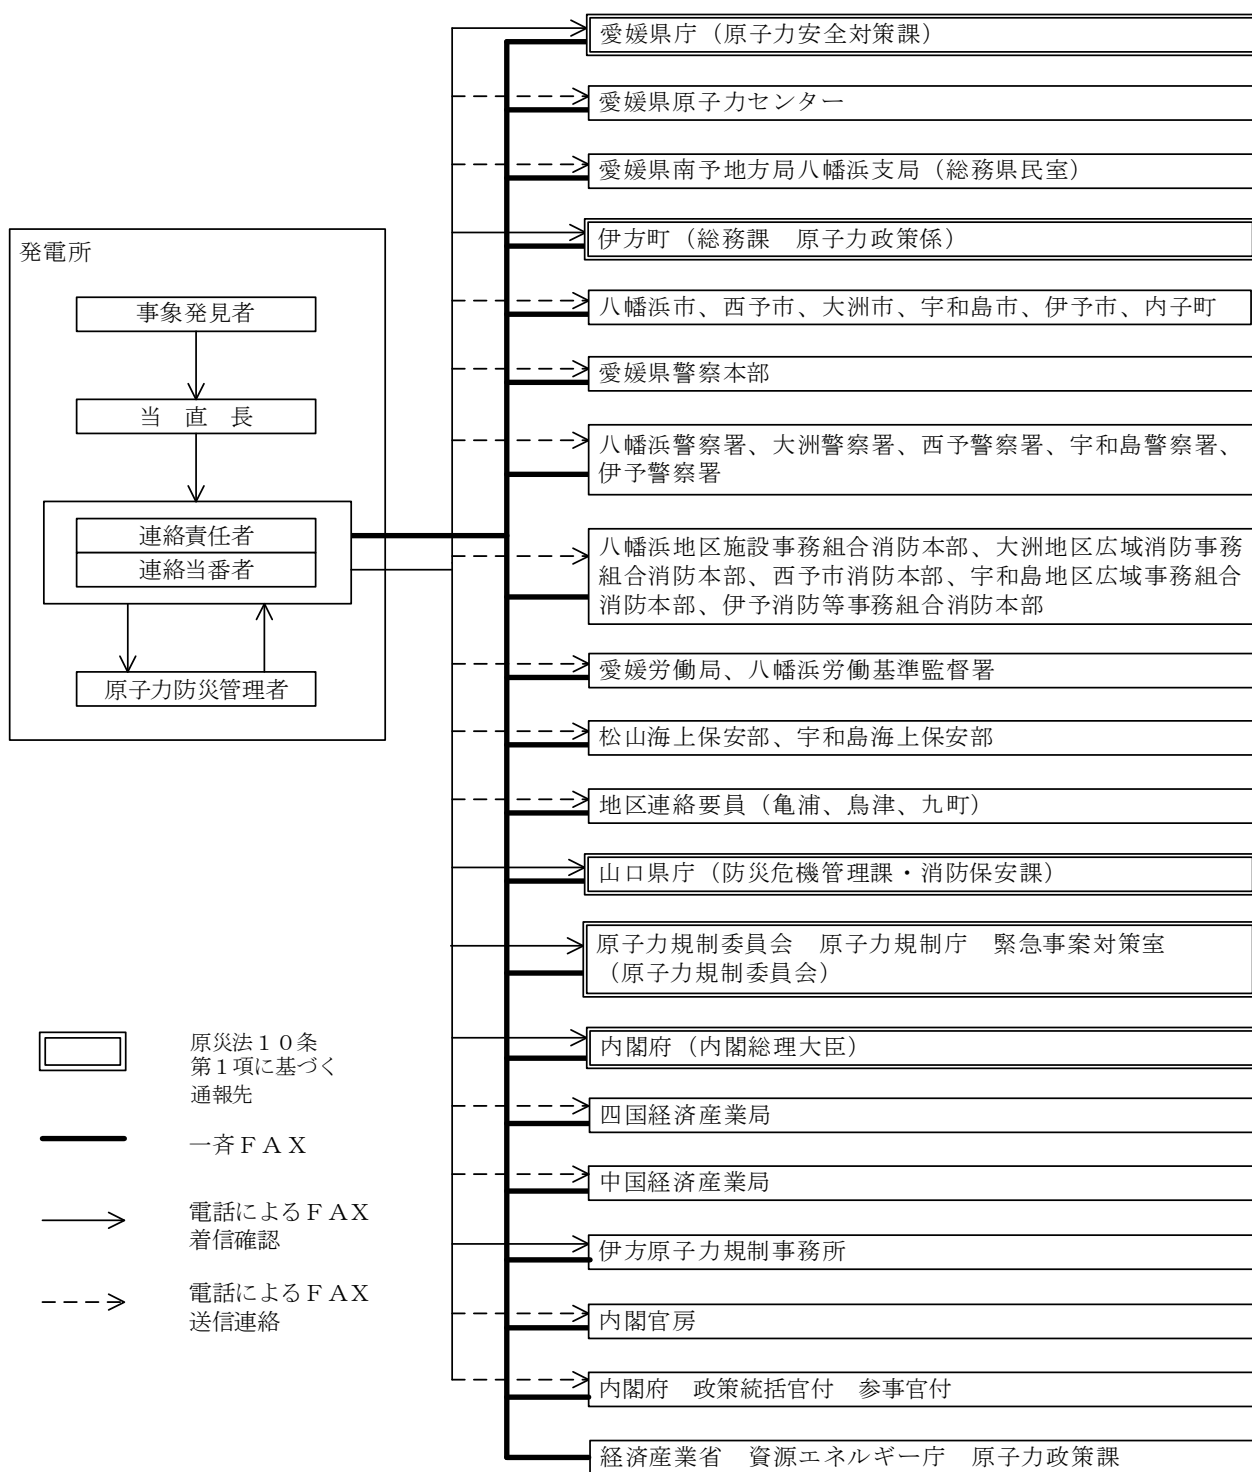 発電所
事象発見者
当　直　長
連絡責任者
連絡当番者
原子力防災管理者
原災法１０条
第１項に基づく
通報先
一斉ＦＡＸ
電話によるＦＡＸ
着信確認
電話によるＦＡＸ
送信連絡
愛媛県庁（原子力安全対策課）
愛媛県原子力センター
愛媛県南予地方局八幡浜支局（総務県民室）
伊方町（総務課　原子力政策係）
八幡浜市、西予市、大洲市、宇和島市、伊予市、内子町
愛媛県警察本部
八幡浜警察署、大洲警察署、西予警察署、宇和島警察署、
伊予警察署
八幡浜地区施設事務組合消防本部、大洲地区広域消防事務
組合消防本部、西予市消防本部、宇和島地区広域事務組合
消防本部、伊予消防等事務組合消防本部
愛媛労働局、八幡浜労働基準監督署
松山海上保安部、宇和島海上保安部
地区連絡要員（亀浦、鳥津、九町）
山口県庁（防災危機管理課・消防保安課）
原子力規制委員会　原子力規制庁　緊急事案対策室
（原子力規制委員会）
内閣府（内閣総理大臣）
四国経済産業局
中国経済産業局
伊方原子力規制事務所
内閣官房
内閣府　政策統括官付　参事官付
経済産業省　資源エネルギー庁　原子力政策課